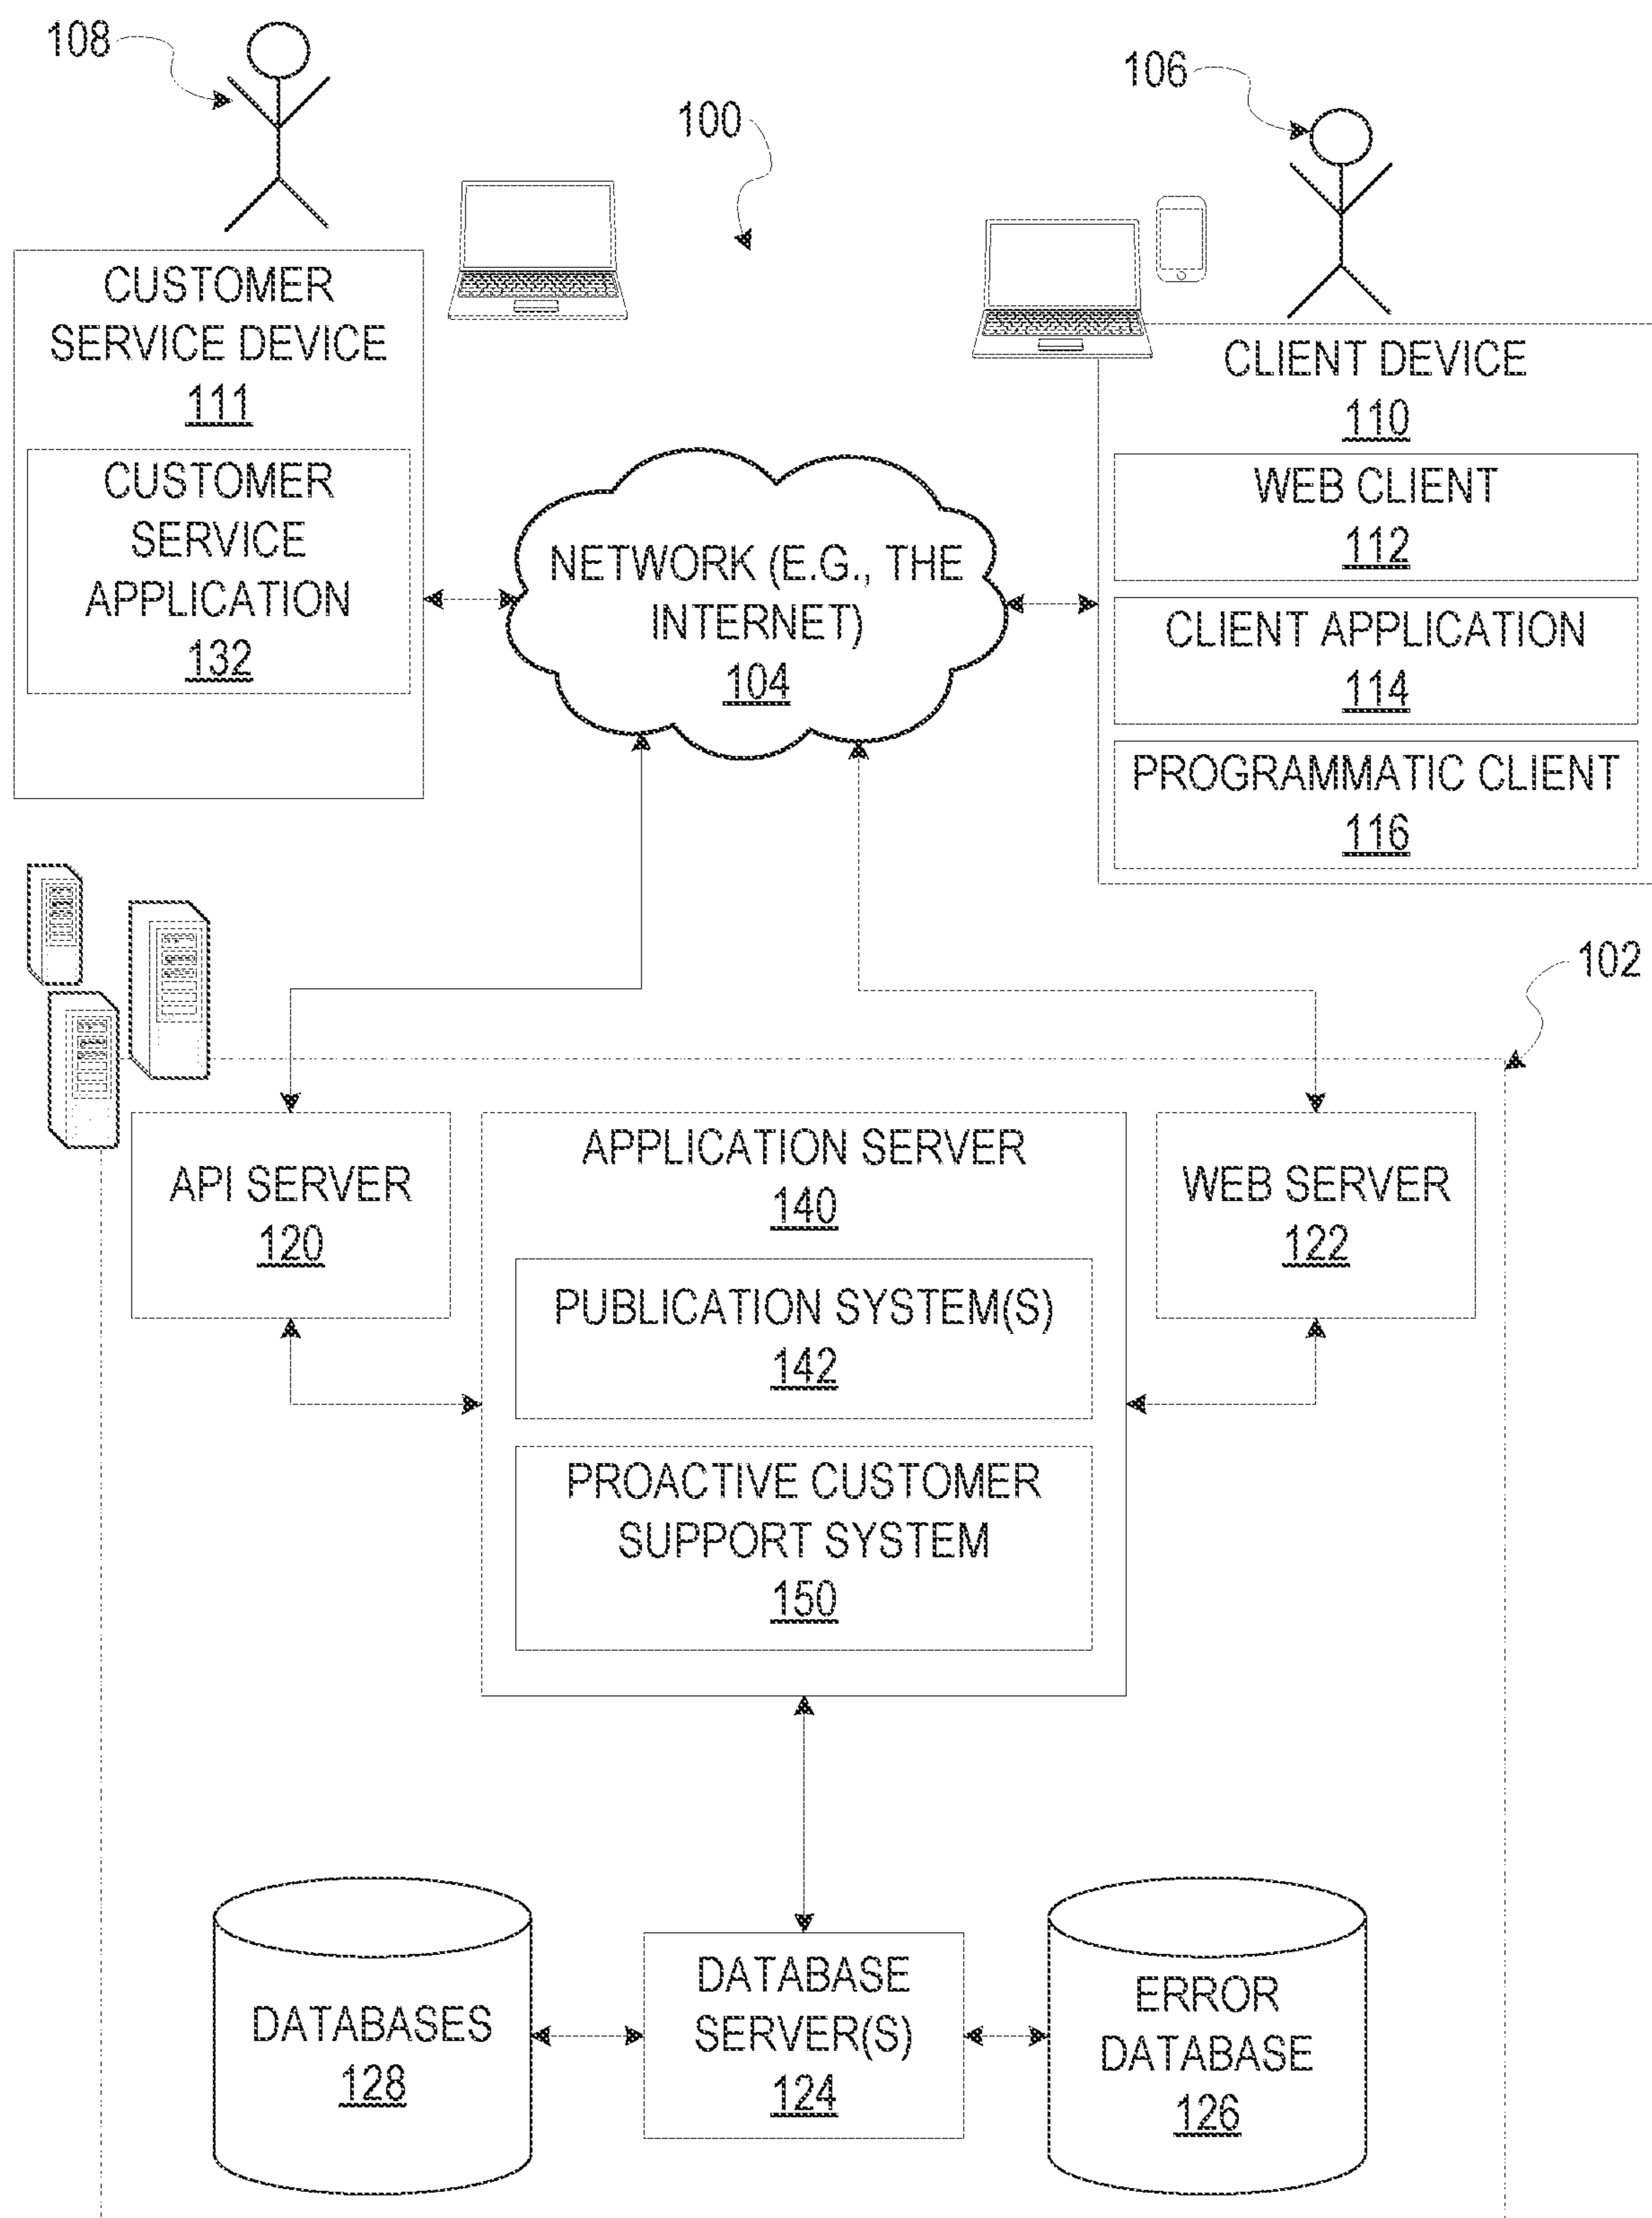 108
106
100
CUSTOMER
SERVICE DEVICE
111
CUSTOMER
SERVICE
APPLICATION
132
NETWORK (E.G., THE
INTERNET)
104
CLIENT DEVICE
110
WEB CLIENT
112
CLIENT APPLICATION
114
PROGRAMMATIC CLIENT
116
102
API SERVER
120
APPLICATION SERVER
140
PUBLICATION SYSTEM(S)
142
PROACTIVE CUSTOMER
SUPPORT SYSTEM
150
WEB SERVER
122
DATABASES
128
DATABASE
SERVER(S)
124
ERROR
DATABASE
126